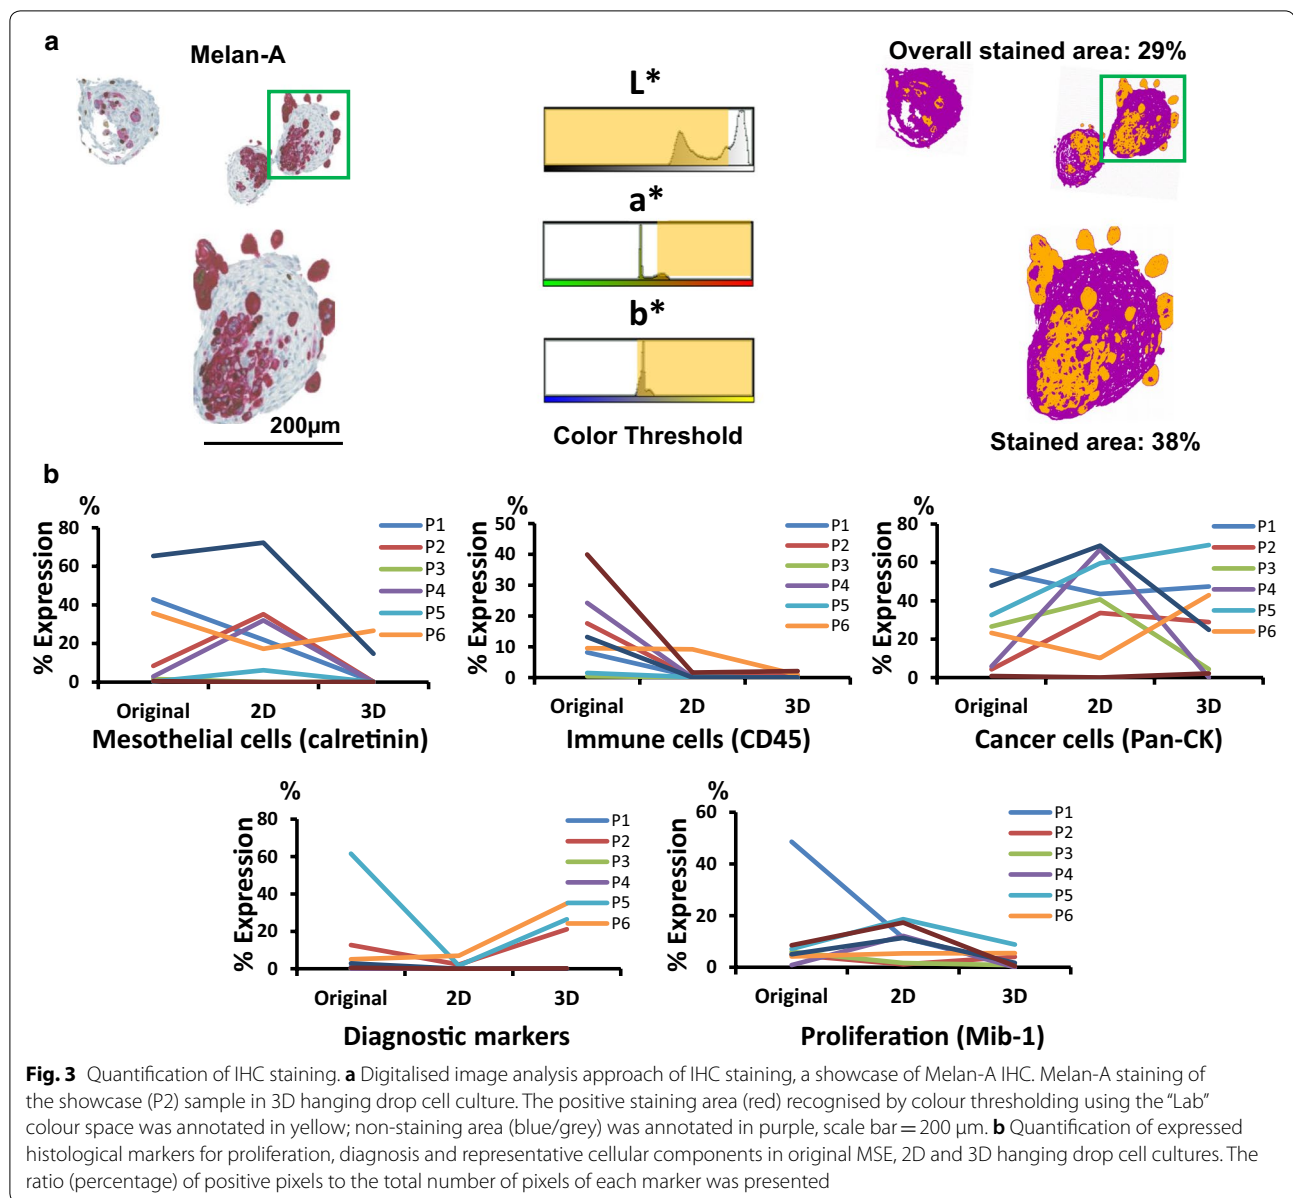 a
Melan-A
Overall stained area: 29%
L*
a*
b*
200µm
Color Threshold
Stained area: 38%
b
%
% Expression
80
60
40
20
0
Original 2D 3D
P1
P2
P3
P4
P5
P6
Mesothelial cells (calretinin)
%
% Expression
50
40
30
20
10
0
Original 2D 3D
P1
P2
P3
P4
P5
P6
Immune cells (CD45)
%
% Expression
80
60
40
20
0
Original 2D 3D
P1
P2
P3
P4
P5
P6
Cancer cells (Pan-CK)
%
% Expression
80
60
40
20
0
Original 2D 3D
P1
P2
P3
P4
P5
P6
Diagnostic markers
%
% Expression
60
40
20
0
Original 2D 3D
P1
P2
P3
P4
P5
P6
Proliferation (Mib-1)
Fig. 3 Quantification of IHC staining. a Digitalised image analysis approach of IHC staining, a showcase of Melan-A IHC. Melan-A staining of
the showcase (P2) sample in 3D hanging drop cell culture. The positive staining area (red) recognised by colour thresholding using the “Lab”
colour space was annotated in yellow; non-staining area (blue/grey) was annotated in purple, scale bar = 200 µm. b Quantification of expressed
histological markers for proliferation, diagnosis and representative cellular components in original MSE, 2D and 3D hanging drop cell cultures. The
ratio (percentage) of positive pixels to the total number of pixels of each marker was presented